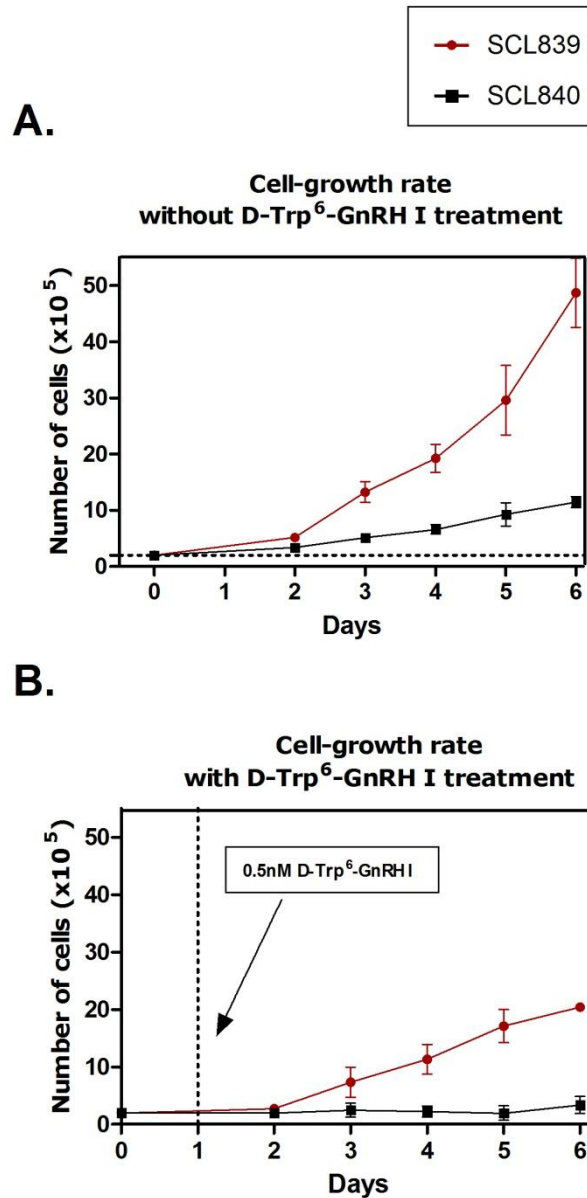 SCL839
SCL840
A.
Cell-growth rate
without D-Trp⁶-GnRH I treatment
Number of cells (x10⁵)
50
40
30
20
10
0
0 1 2 3 4 5 6
Days
B.
Cell-growth rate
with D-Trp⁶-GnRH I treatment
Number of cells (x10⁵)
50
40
30
20
10
0
0.5nM D-Trp⁶-GnRH I
0 1 2 3 4 5 6
Days